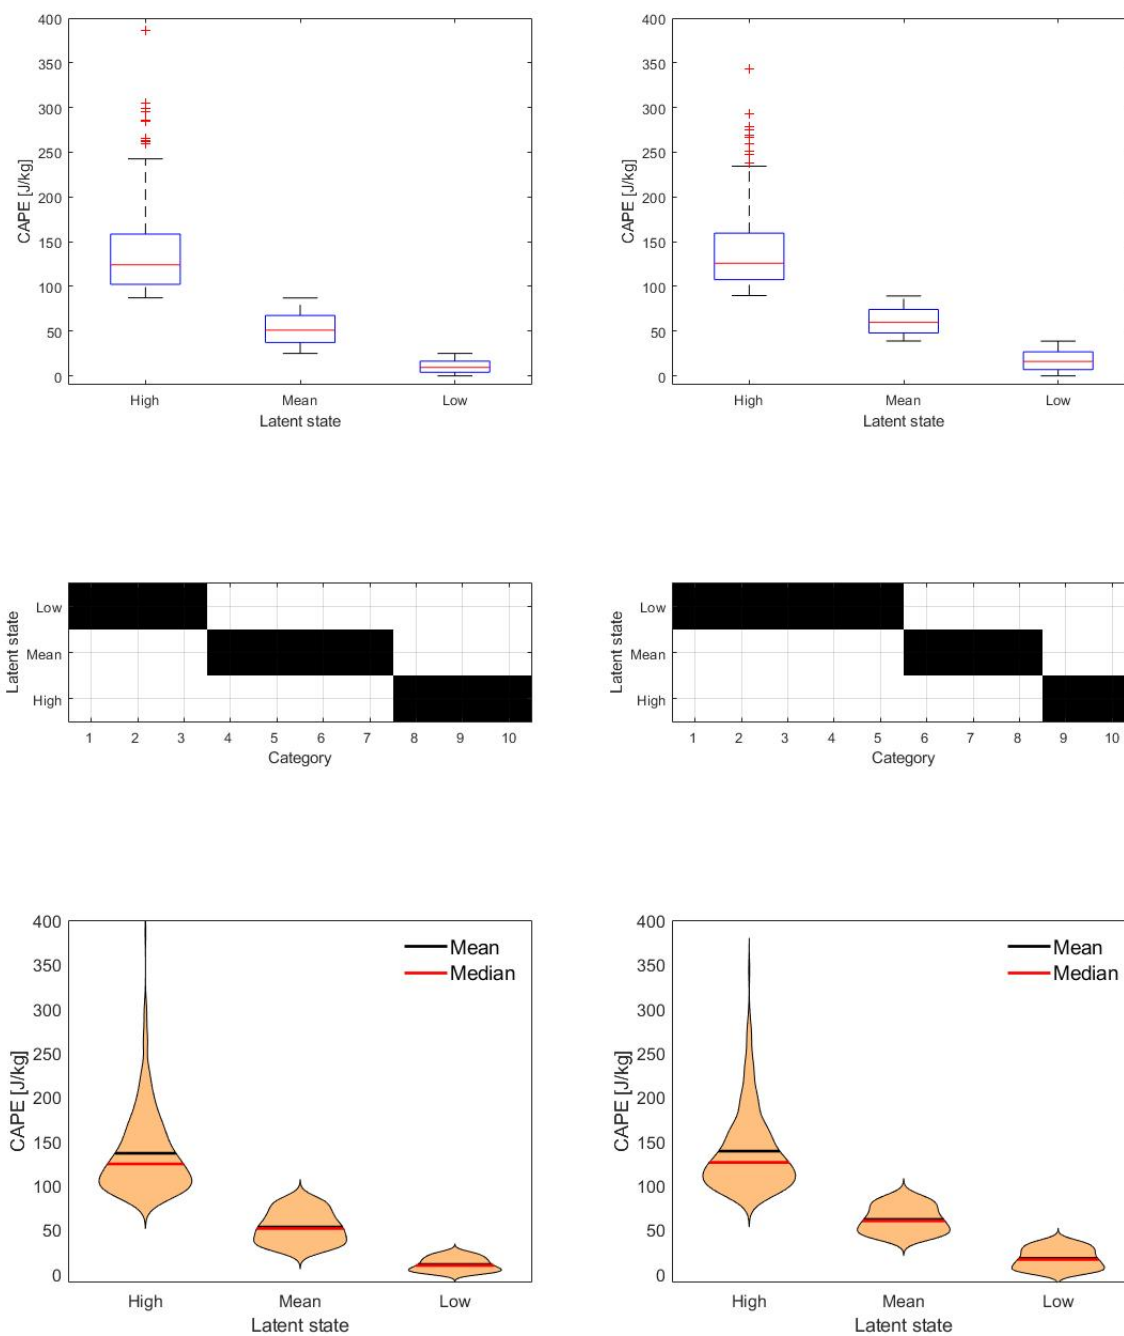 400
350
300
250
200
150
100
50
0
CAPE [J/kg]
High Mean Low
Latent state
400
350
300
250
200
150
100
50
0
CAPE [J/kg]
High Mean Low
Latent state
Latent state
Low
Mean
High
1 2 3 4 5 6 7 8 9 10
Category
Latent state
Low
Mean
High
1 2 3 4 5 6 7 8 9 10
Category
400
350
300
250
200
150
100
50
0
CAPE [J/kg]
Mean
Median
High Mean Low
Latent state
400
350
300
250
200
150
100
50
0
CAPE [J/kg]
Mean
Median
High Mean Low
Latent state